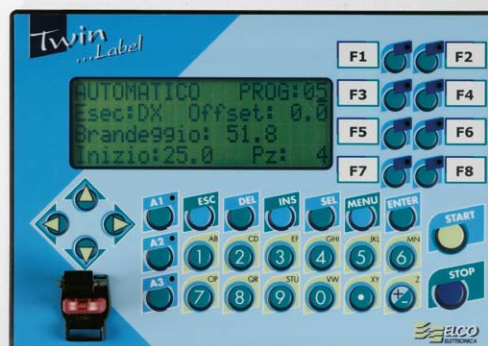 Twin
...Label
AUTOMATICO PROG:05
Esec:DX Offset: 0.0
Brandeggio: 51.8
Inizio:25.0 Pz: 4
F1 F2
F3 F4
F5 F6
F7 F8
A1 ESC DEL INS SEL MENU ENTER
A2 1 AB 2 CD 3 EF 4 GHI 5 JKL 6 MN
A3 7 OP 8 QR 9 STU 0 VW . XY Z
START
STOP
ELCO
ELETTRONICA